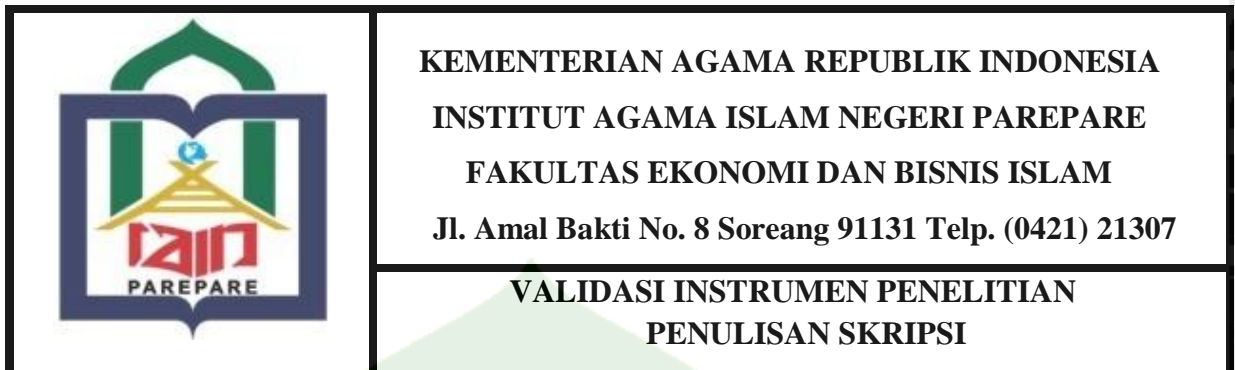 iain
PAREPARE
KEMENTERIAN AGAMA REPUBLIK INDONESIA
INSTITUT AGAMA ISLAM NEGERI PAREPARE
FAKULTAS EKONOMI DAN BISNIS ISLAM
Jl. Amal Bakti No. 8 Soreang 91131 Telp. (0421) 21307
VALIDASI INSTRUMEN PENELITIAN
PENULISAN SKRIPSI